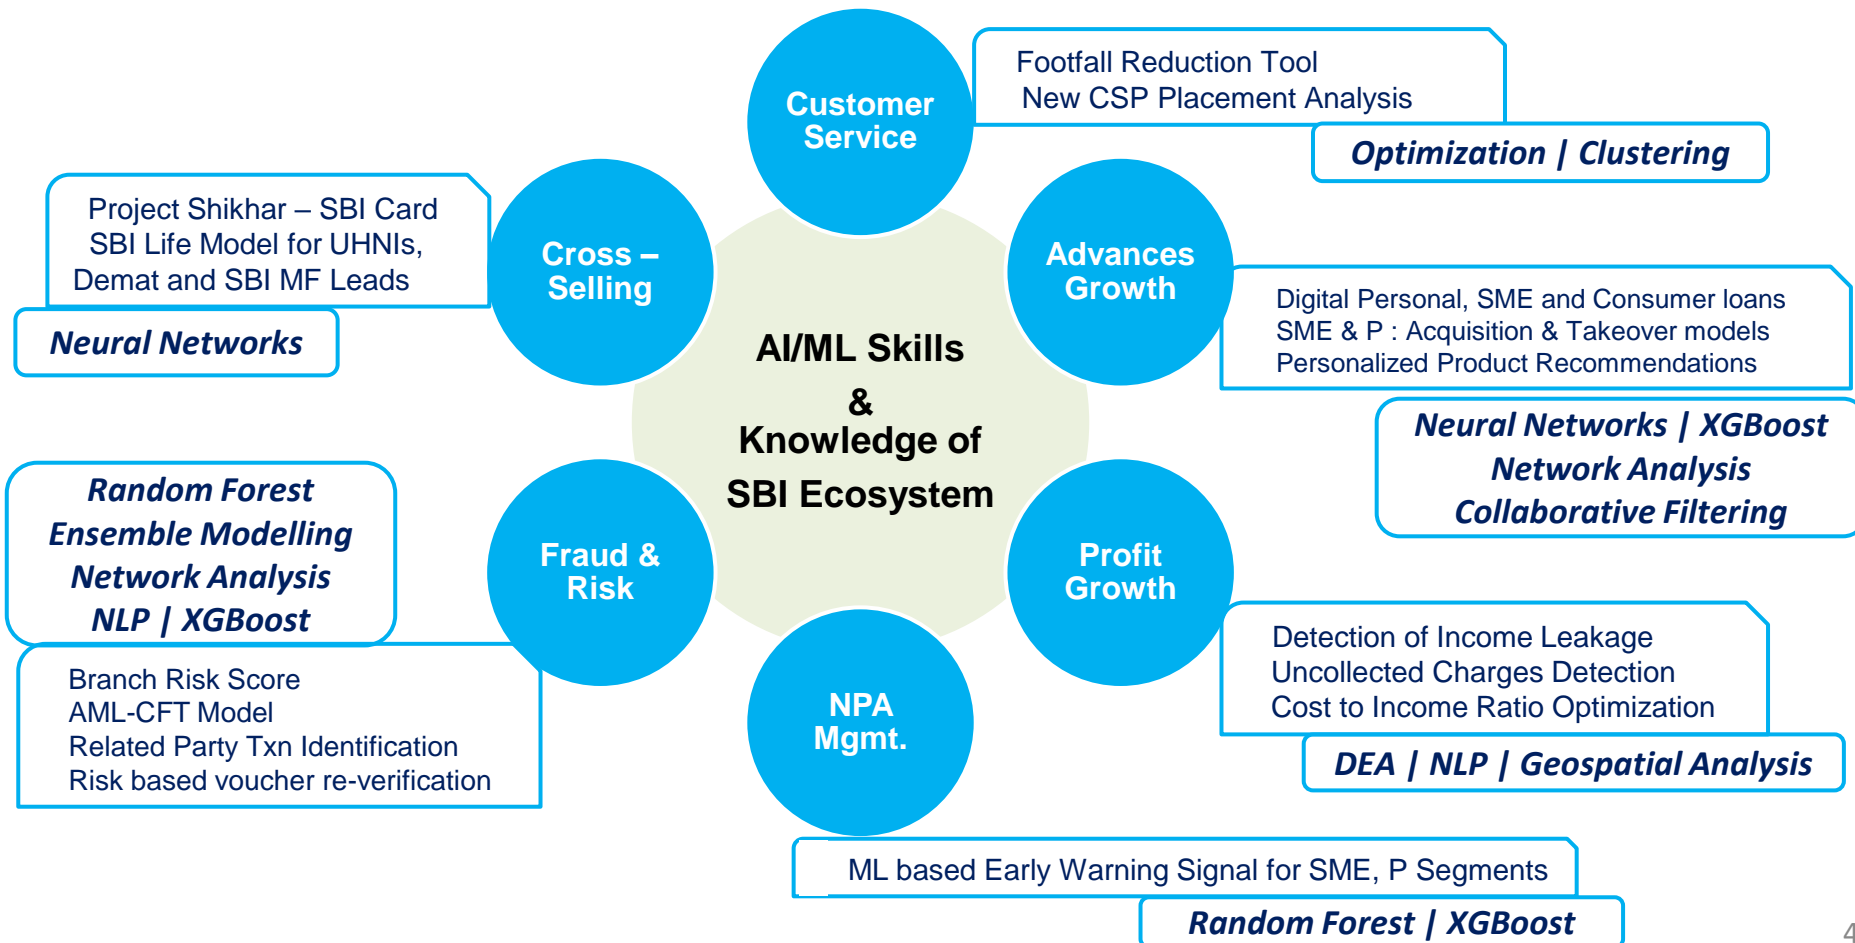 Customer
Service
Footfall Reduction Tool
New CSP Placement Analysis
Optimization | Clustering
Advances
Growth
Digital Personal, SME and Consumer loans
SME & P : Acquisition & Takeover models
Personalized Product Recommendations
Neural Networks | XGBoost
Network Analysis
Collaborative Filtering
Profit
Growth
Detection of Income Leakage
Uncollected Charges Detection
Cost to Income Ratio Optimization
DEA | NLP | Geospatial Analysis
NPA
Mgmt.
ML based Early Warning Signal for SME, P Segments
Random Forest | XGBoost
Fraud &
Risk
Random Forest
Ensemble Modelling
Network Analysis
NLP | XGBoost
Branch Risk Score
AML-CFT Model
Related Party Txn Identification
Risk based voucher re-verification
Cross –
Selling
Project Shikhar – SBI Card
SBI Life Model for UHNIs,
Demat and SBI MF Leads
Neural Networks
AI/ML Skills
&
Knowledge of
SBI Ecosystem
4